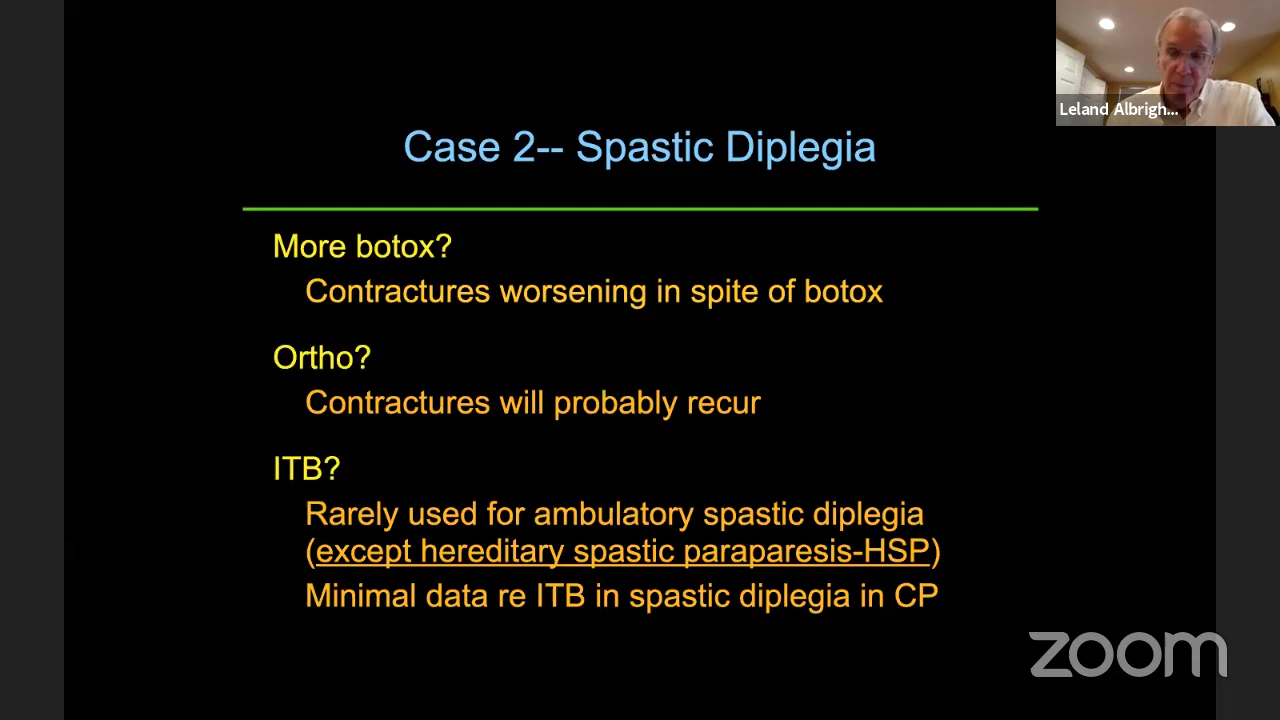 Leland Albrigh...
Case 2-- Spastic Diplegia
More botox?
Contractures worsening in spite of botox
Ortho?
Contractures will probably recur
ITB?
Rarely used for ambulatory spastic diplegia
(except hereditary spastic paraparesis-HSP)
Minimal data re ITB in spastic diplegia in CP
zoom